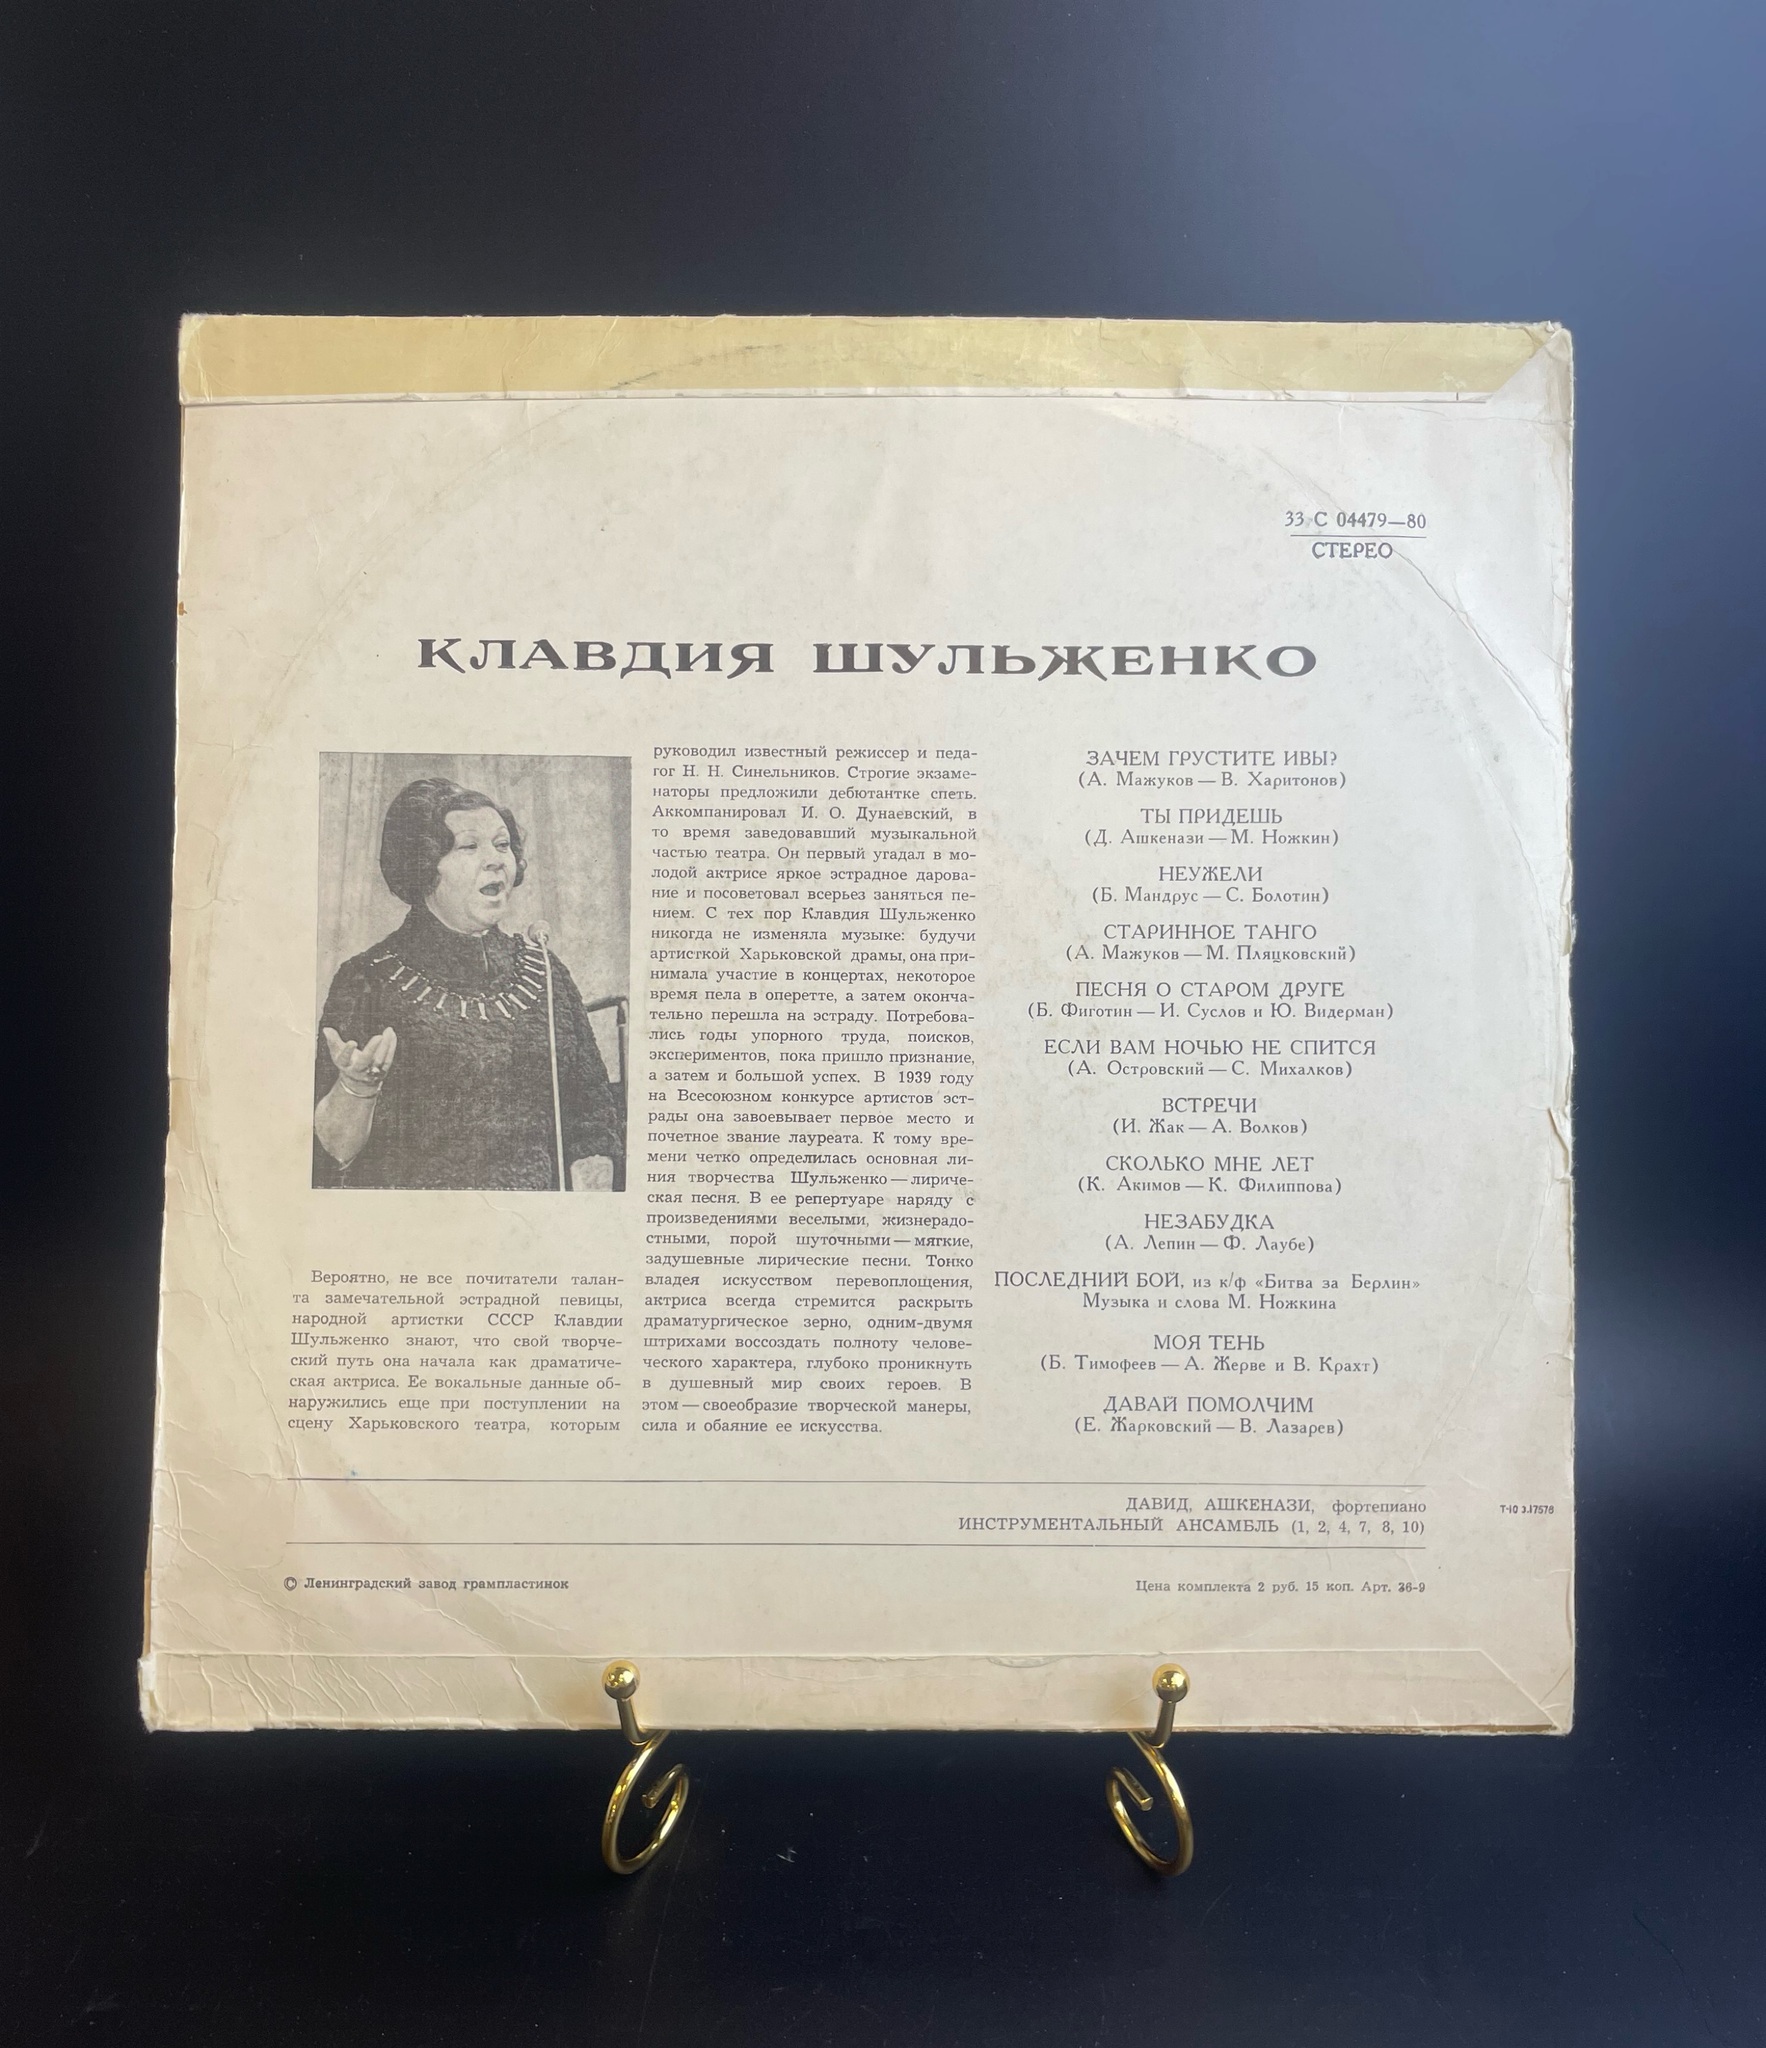 33 С 04479—80
СТЕРЕО
КЛАВДИЯ ШУЛЬЖЕНКО
Вероятно, не все почитатели талан-
та замечательной эстрадной певицы,
народной артистки СССР Клавдии
Шульженко знают, что свой творче-
ский путь она начала как драматиче-
ская актриса. Ее вокальные данные об-
наружились еще при поступлении на
сцену Харьковского театра, которым
руководил известный режиссер и педа-
гог Н. Н. Синельников. Строгие экзаме-
наторы предложили дебютантке спеть.
Аккомпанировал И. О. Дунаевский, в
то время заведовавший музыкальной
частью театра. Он первый угадал в мо-
лодой актрисе яркое эстрадное дарова-
ние и посоветовал всерьез заняться пе-
нием. С тех пор Клавдия Шульженко
никогда не изменяла музыке: будучи
артисткой Харьковской драмы, она при-
нимала участие в концертах, некоторое
время пела в оперетте, а затем оконча-
тельно перешла на эстраду. Потребова-
лись годы упорного труда, поисков,
экспериментов, пока пришло признание,
а затем и большой успех. В 1939 году
на Всесоюзном конкурсе артистов эст-
рады она завоевывает первое место и
почетное звание лауреата. К тому вре-
мени четко определилась основная ли-
ния творчества Шульженко — лириче-
ская песня. В ее репертуаре наряду с
произведениями веселыми, жизнерадо-
стными, порой шуточными — мягкие,
задушевные лирические песни. Тонко
владея искусством перевоплощения,
актриса всегда стремится раскрыть
драматургическое зерно, одним-двумя
штрихами воссоздать полноту челове-
ческого характера, глубоко проникнуть
в душевный мир своих героев. В
этом — своеобразие творческой манеры,
сила и обаяние ее искусства.
ЗАЧЕМ ГРУСТИТЕ ИВЫ?
(А. Мажуков — В. Харитонов)
ТЫ ПРИДЕШЬ
(Д. Ашкенази — М. Ножкин)
НЕУЖЕЛИ
(Б. Мандрус — С. Болотин)
СТАРИННОЕ ТАНГО
(А. Мажуков — М. Пляцковский)
ПЕСНЯ О СТАРОМ ДРУГЕ
(Б. Фиготин — И. Суслов и Ю. Видерман)
ЕСЛИ ВАМ НОЧЬЮ НЕ СПИТСЯ
(А. Островский — С. Михалков)
ВСТРЕЧИ
(И. Жак — А. Волков)
СКОЛЬКО МНЕ ЛЕТ
(К. Акимов — К. Филиппова)
НЕЗАБУДКА
(А. Лепин — Ф. Лаубе)
ПОСЛЕДНИЙ БОЙ, из к/ф «Битва за Берлин»
Музыка и слова М. Ножкина
МОЯ ТЕНЬ
(Б. Тимофеев — А. Жерве и В. Крахт)
ДАВАЙ ПОМОЛЧИМ
(Е. Жарковский — В. Лазарев)
ДАВИД АШКЕНАЗИ, фортепиано
ИНСТРУМЕНТАЛЬНЫЙ АНСАМБЛЬ (1, 2, 4, 7, 8, 10)
Т-10 З.17576
© Ленинградский завод грампластинок
Цена комплекта 2 руб. 15 коп. Арт. 36-9